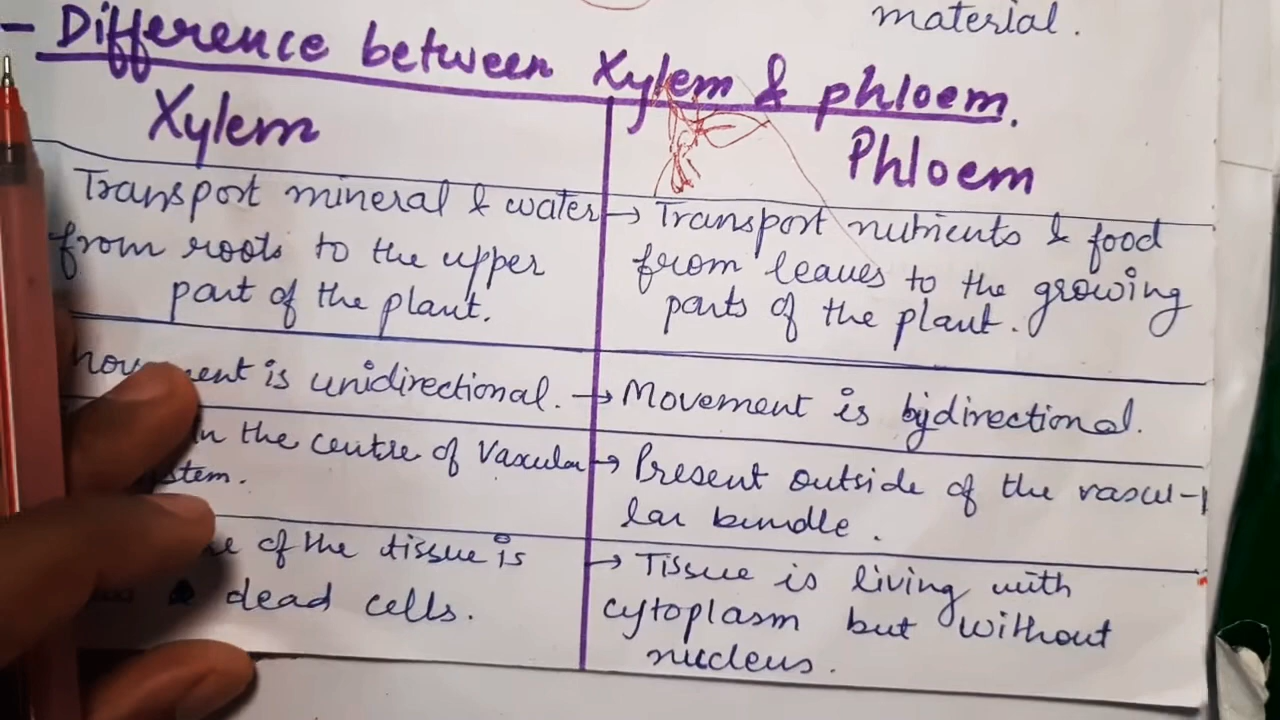 material.
- Difference between Xylem & phloem.
Xylem
Phloem
Transport mineral & water
from roots to the upper
part of the plant.
→ Transport nutrients & food
from leaves to the growing
parts of the plant.
is unidirectional.
→ Movement is bidirectional.
in the centre of Vascular
→ Present outside of the vascul-
lar bundle.
of the tissue is
dead cells.
→ Tissue is living with
cytoplasm but without
nucleus.